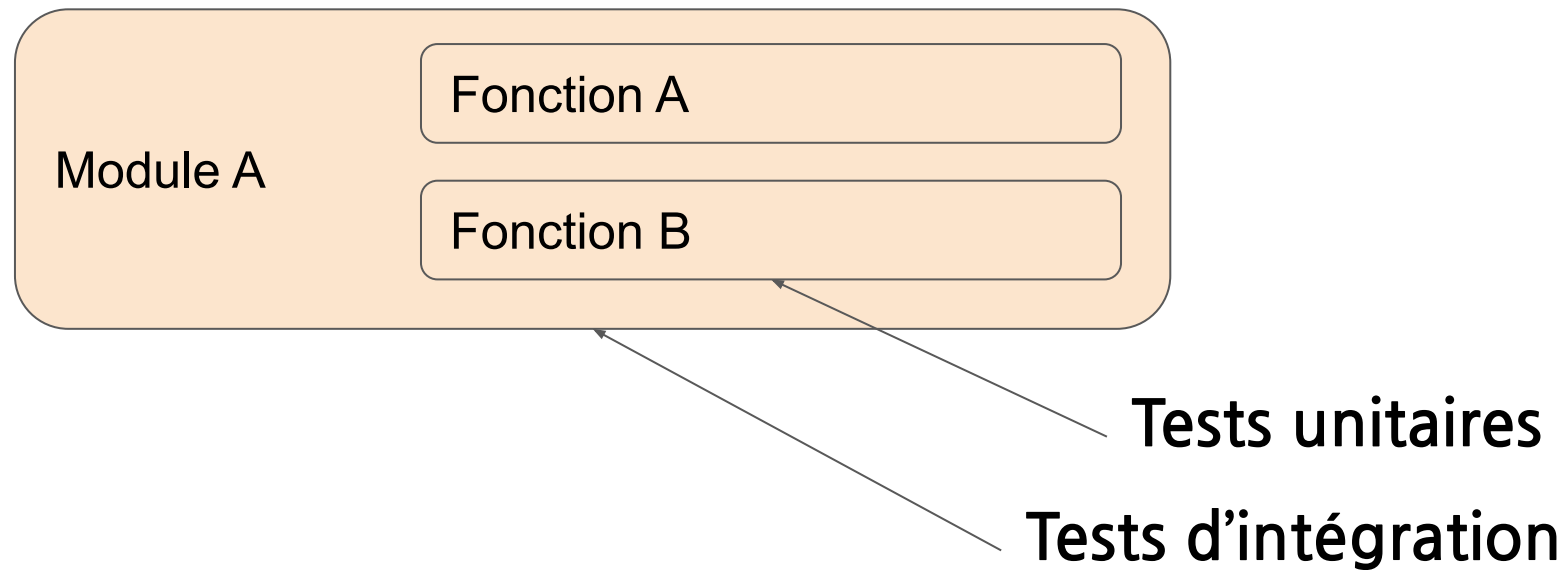 Fonction A
Module A
Fonction B
Tests unitaires
Tests d’intégration